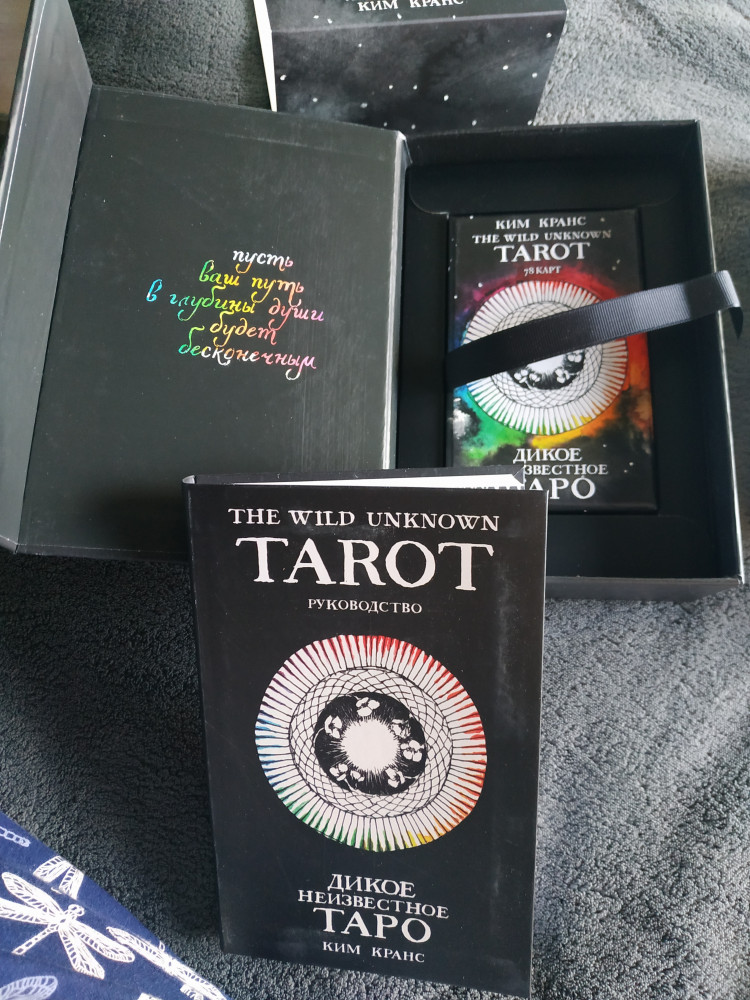 КИМ КРАНС
пусть
ваш путь
в глубины души
будет
бесконечным
КИМ КРАНС
THE WILD UNKNOWN
TAROT
78 КАРТ
ДИКОЕ
ИЗВЕСТНОЕ
ТАРО
THE WILD UNKNOWN
TAROT
РУКОВОДСТВО
ДИКОЕ
НЕИЗВЕСТНОЕ
ТАРО
КИМ КРАНС